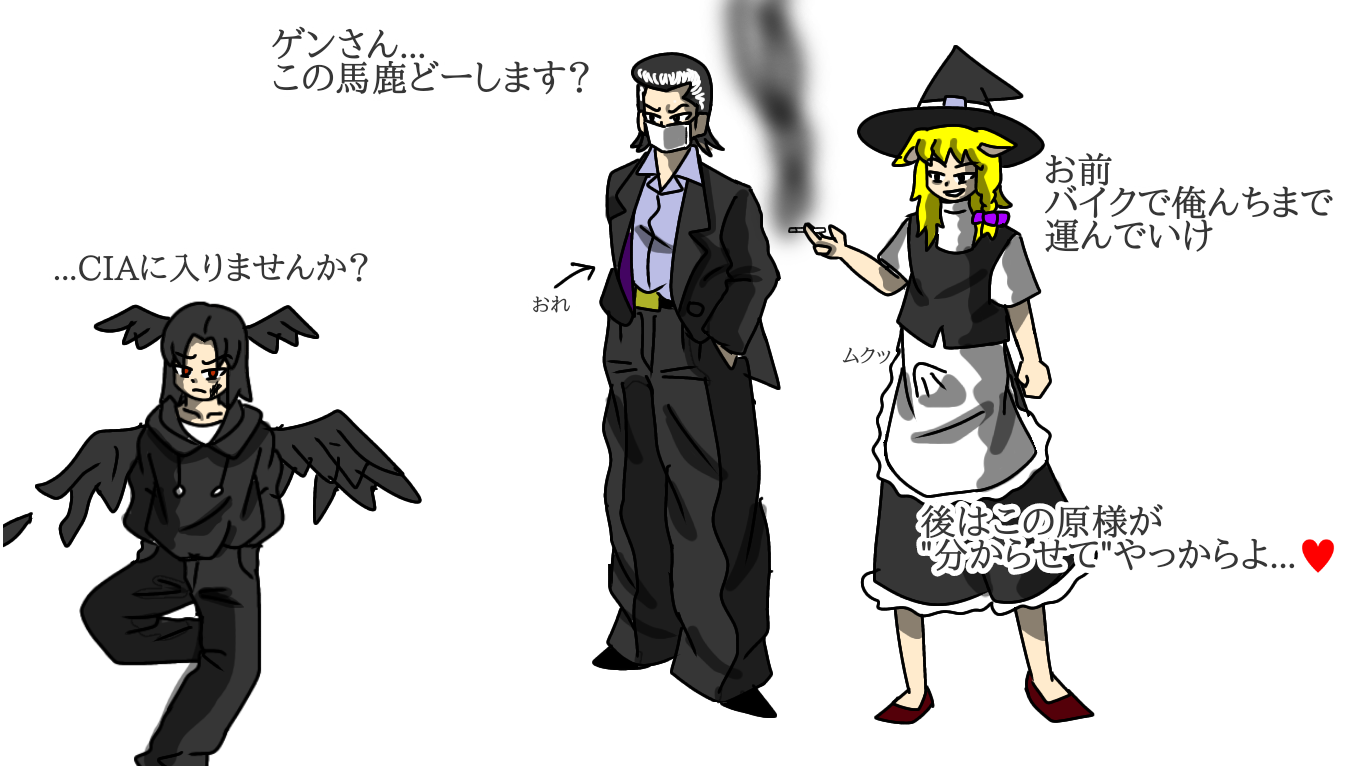 ゲンさん...
この馬鹿どーします?
お前
バイクで俺んちまで
運んでいけ
...CIAに入りませんか?
おれ
ムクッ
後はこの原様が
"分からせて"やっからよ...♥